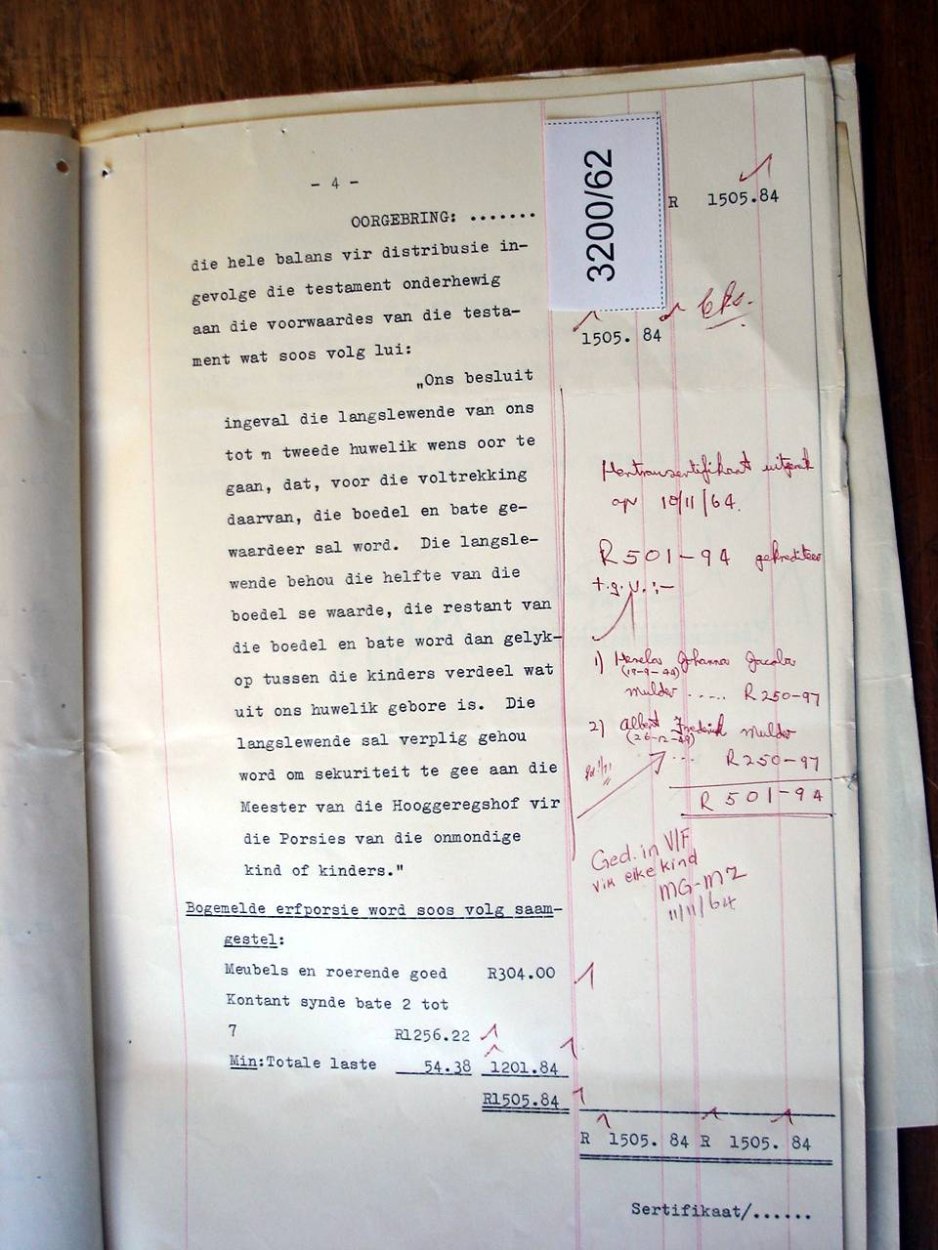 - 4 -
3200/62
OORGEBRING: .......
R 1505.84
die hele balans vir distribusie in-
gevolge die testament onderhewig
aan die voorwaardes van die testa-
ment wat soos volg lui:
1505. 84
„Ons besluit
ingeval die langslewende van ons
tot 'n tweede huwelik wens oor te
gaan, dat, voor die voltrekking
daarvan, die boedel en bate ge-
waardeer sal word. Die langsle-
wende behou die helfte van die
boedel se waarde, die restant van
die boedel en bate word dan gelyk-
op tussen die kinders verdeel wat
uit ons huwelik gebore is. Die
langslewende sal verplig gehou
word om sekuriteit te gee aan die
Meester van die Hooggeregshof vir
die Porsies van die onmondige
kind of kinders."
op 10/11/64.
R501-94
t.g.v. :-
1) Johanna Jacoba
Mulder ..... R250-97
2) Albert Frederick Mulder
(26-12-49)
... R250-97
R501-94
Ged. in V/F
vir elke kind
MG-MZ
11/11/64
Bogemelde erfporsie word soos volg saam-
gestel:
Meubels en roerende goed R304.00
Kontant synde bate 2 tot
7 R1256.22
Min:Totale laste 54.38 1201.84
R1505.84
R 1505. 84 R 1505. 84
Sertifikaat/......